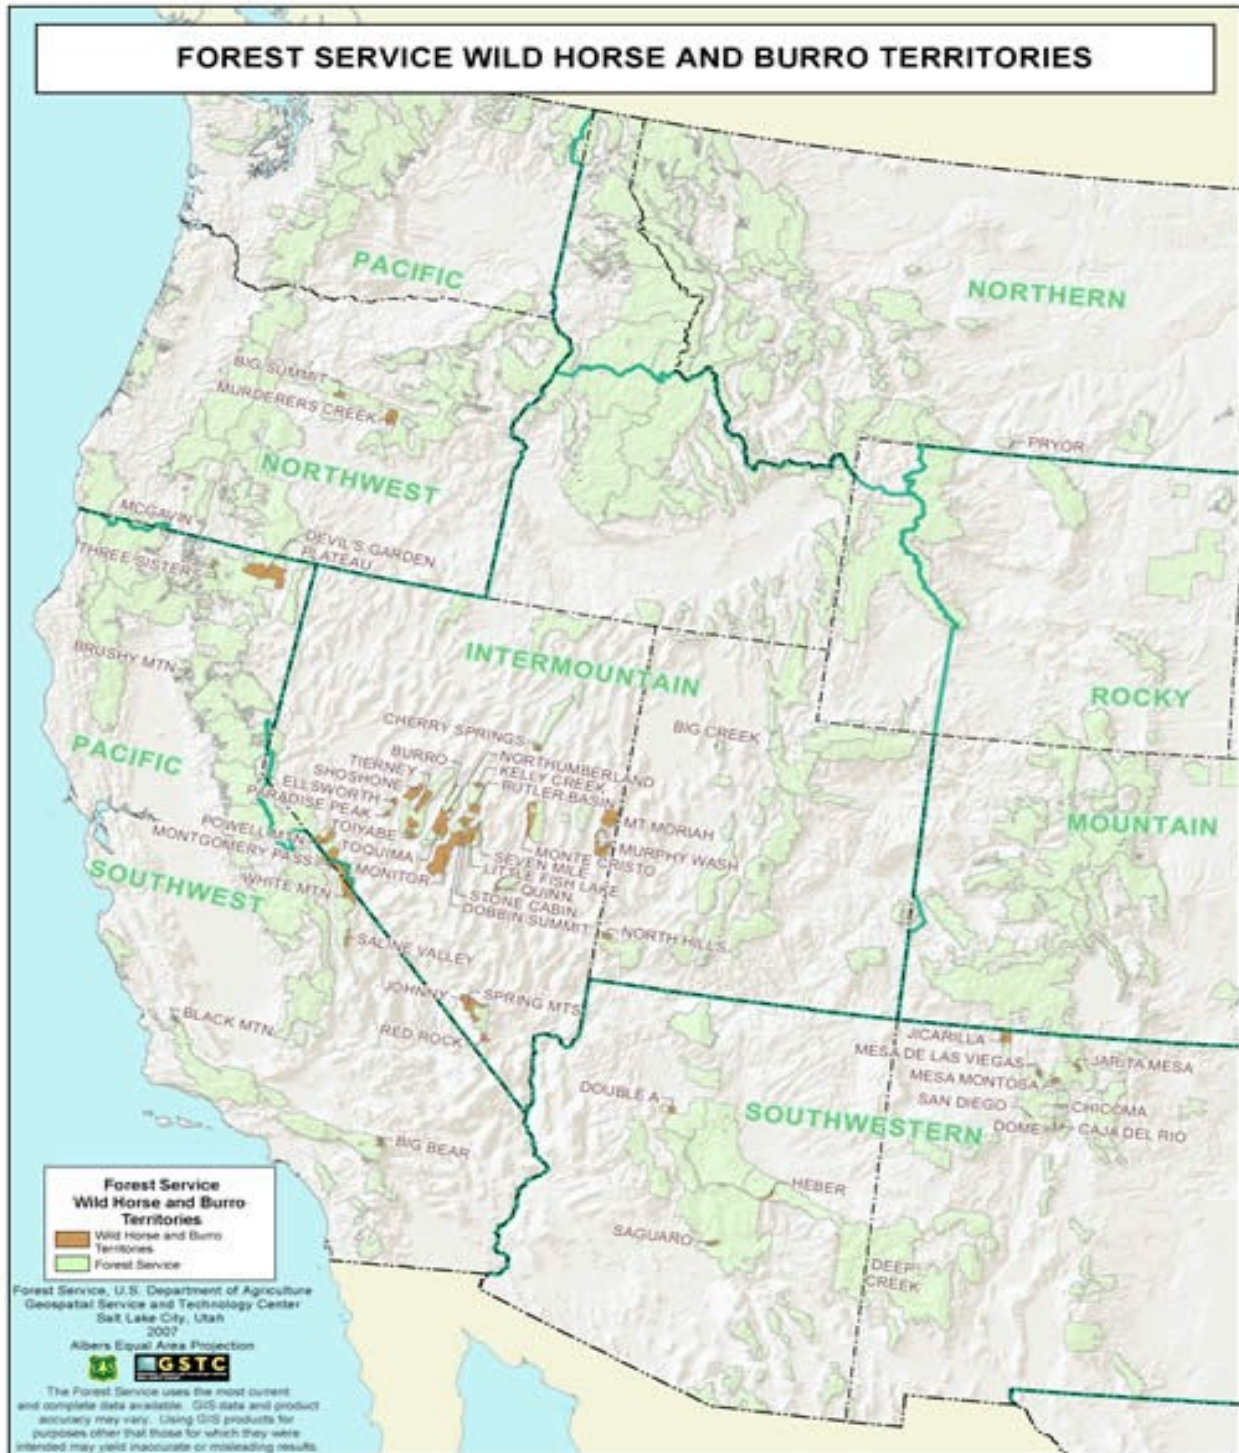 FOREST SERVICE WILD HORSE AND BURRO TERRITORIES
PACIFIC
NORTHERN
BIG SUMMIT
MURDERERS CREEK
PRYOR
NORTHWEST
MCGAVIN
DEVIL'S GARDEN
PLATEAU
THREE SISTERS
BRUSHY MTN
INTERMOUNTAIN
ROCKY
PACIFIC
CHERRY SPRINGS
BIG CREEK
BURRO
NORTHUMBERLAND
TIERNEY
KELLY CREEK
SHOSHONE
BUTLER BASIN
ELLSWORTH
PARADISE PEAK
MT MORIAH
MOUNTAIN
POWELL MTN
TOIYABE
MONTGOMERY PASS
TOQUIMA
MURPHY WASH
MONTE CRISTO
SEVEN MILE
SOUTHWEST
WHITE MTN
MONITOR
LITTLE FISH LAKE
QUINN
STONE CABIN
DOBBIN SUMMIT
NORTH HILLS
SALINE VALLEY
JOHNNY
SPRING MTS
BLACK MTN
RED ROCK
JICARILLA
MESA DE LAS VIEGAS
JARITA MESA
MESA MONTOSA
DOUBLE A
SAN DIEGO
CHICOMA
SOUTHWESTERN
DOME
CAJA DEL RIO
BIG BEAR
HEBER
SAGUARO
DEEP
CREEK
Forest Service
Wild Horse and Burro
Territories
Wild Horse and Burro
Territories
Forest Service
Forest Service, U.S. Department of Agriculture
Geospatial Service and Technology Center
Salt Lake City, Utah
2007
Albers Equal Area Projection
GSTC
The Forest Service uses the most current
and complete data available. GIS data and product
accuracy may vary. Using GIS products for
purposes other that those for which they were
intended may yield inaccurate or misleading results.